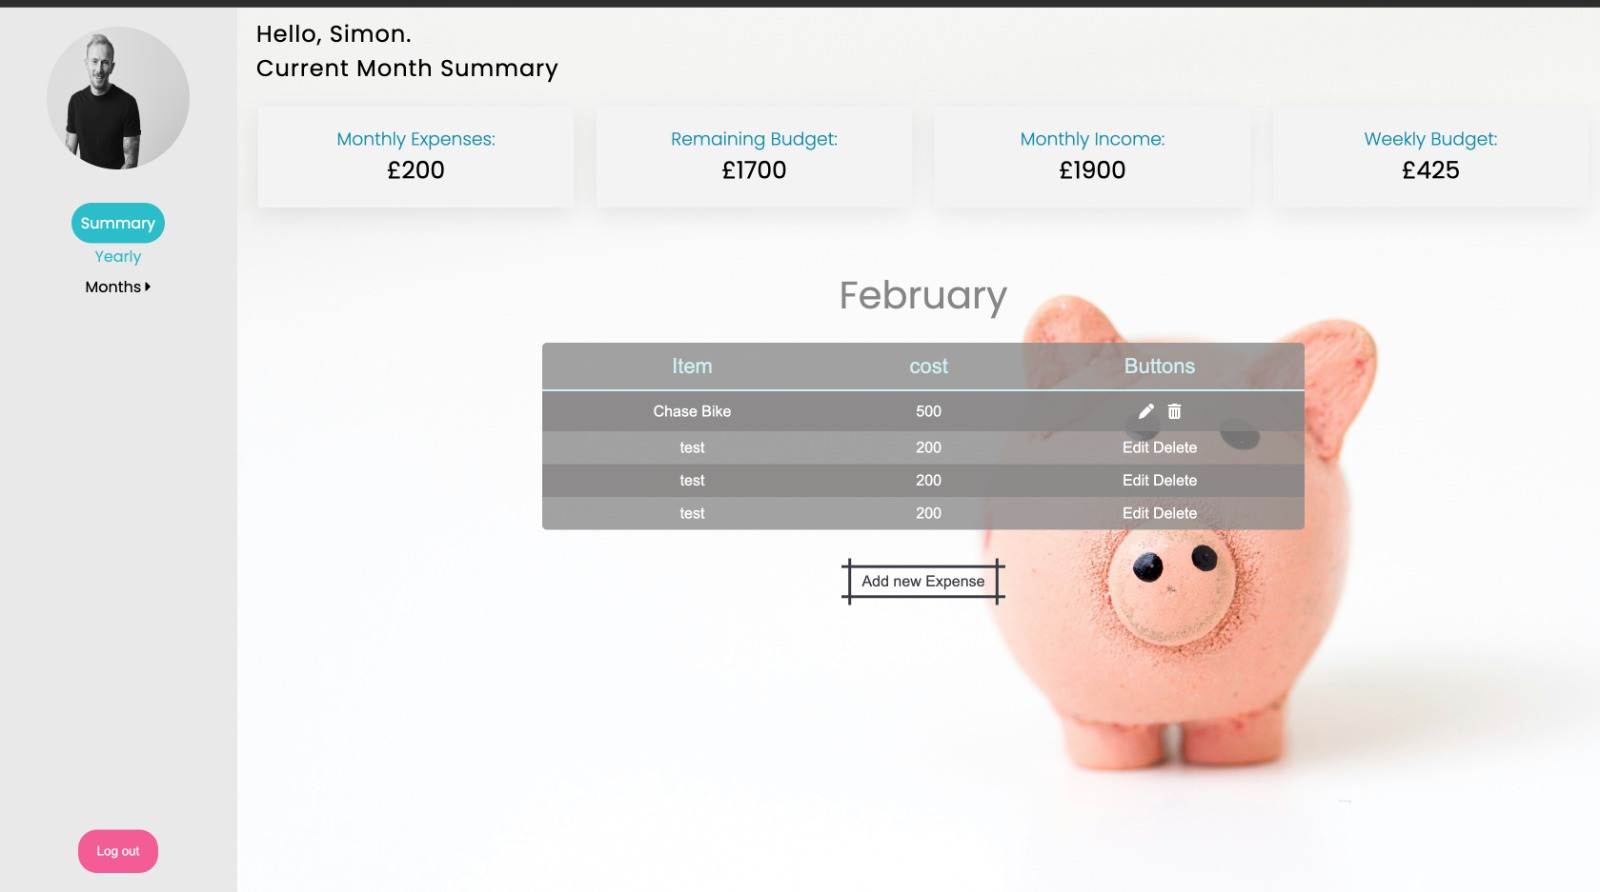 Hello, Simon.
Current Month Summary
Monthly Expenses:
£200
Remaining Budget:
£1700
Monthly Income:
£1900
Weekly Budget:
£425
Summary
Yearly
Months
February
Item cost Buttons
Chase Bike 500
test 200 Edit Delete
test 200 Edit Delete
test 200 Edit Delete
Add new Expense
Log out